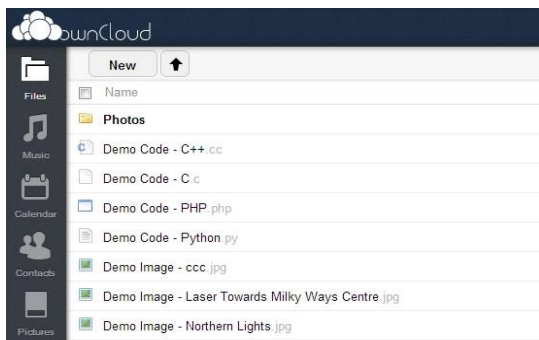 ownCloud
New
Files
Name
Photos
Music
Demo Code - C++.cc
Demo Code - C.c
Calendar
Demo Code - PHP.php
Demo Code - Python.py
Contacts
Demo Image - ccc.jpg
Demo Image - Laser Towards Milky Ways Centre.jpg
Pictures
Demo Image - Northern Lights.jpg